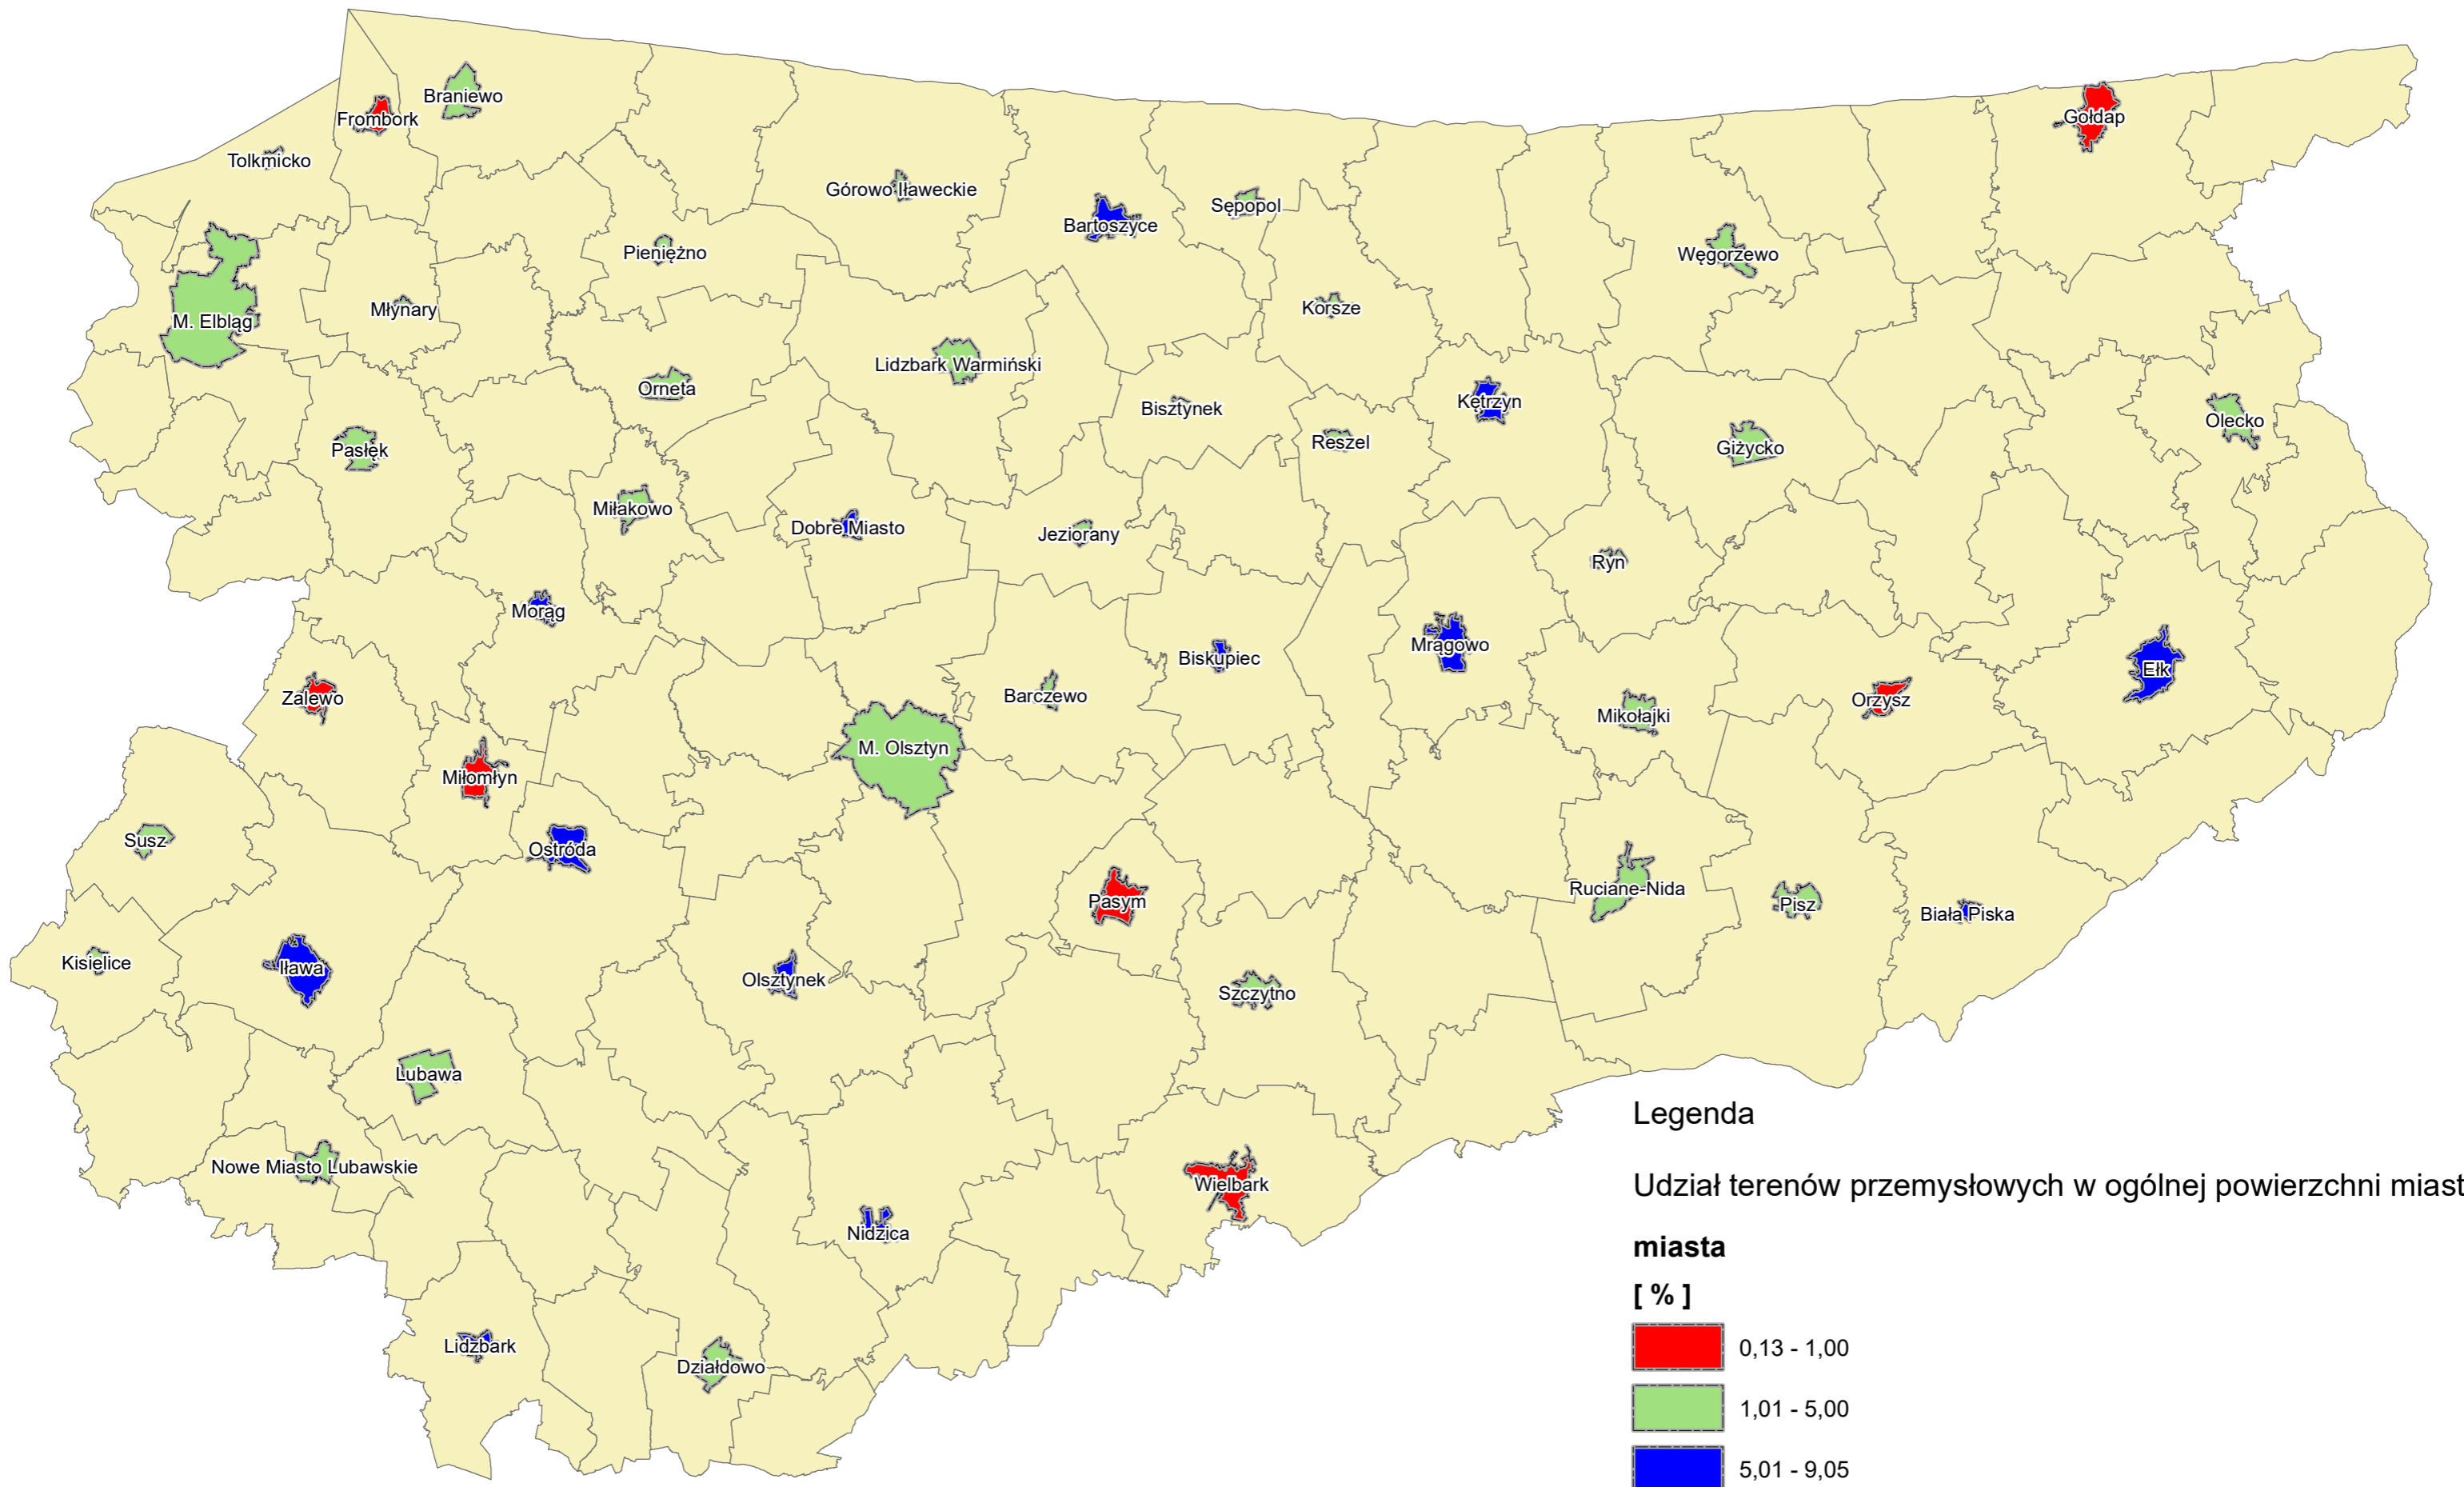 Braniewo
Frombork
Gołdap
Tolkmicko
Górowo Iławeckie
Sępopol
Bartoszyce
Pieniężno
Węgorzewo
Młynary
Korsze
M. Elbląg
Lidzbark Warmiński
Orneta
Kętrzyn
Bisztynek
Olecko
Reszel
Giżycko
Pasłęk
Miłakowo
Dobre Miasto
Jeziorany
Ryn
Morąg
Mrągowo
Biskupiec
Ełk
Barczewo
Zalewo
Orzysz
Mikołajki
M. Olsztyn
Miłomłyn
Susz
Ostróda
Ruciane-Nida
Pasym
Pisz
Biała Piska
Kisielice
Iława
Olsztynek
Szczytno
Lubawa
Nowe Miasto Lubawskie
Wielbark
Nidzica
Lidzbark
Działdowo
Legenda
Udział terenów przemysłowych w ogólnej powierzchni miast
miasta
[ % ]
0,13 - 1,00
1,01 - 5,00
5,01 - 9,05